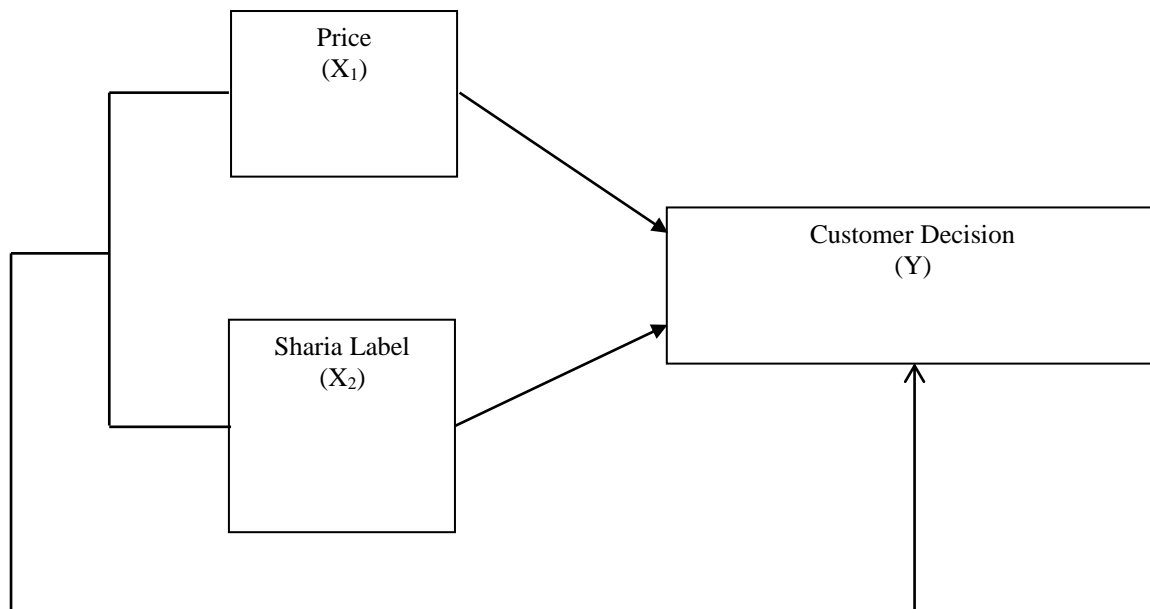 Price
(X₁)
Customer Decision
(Y)
Sharia Label
(X₂)